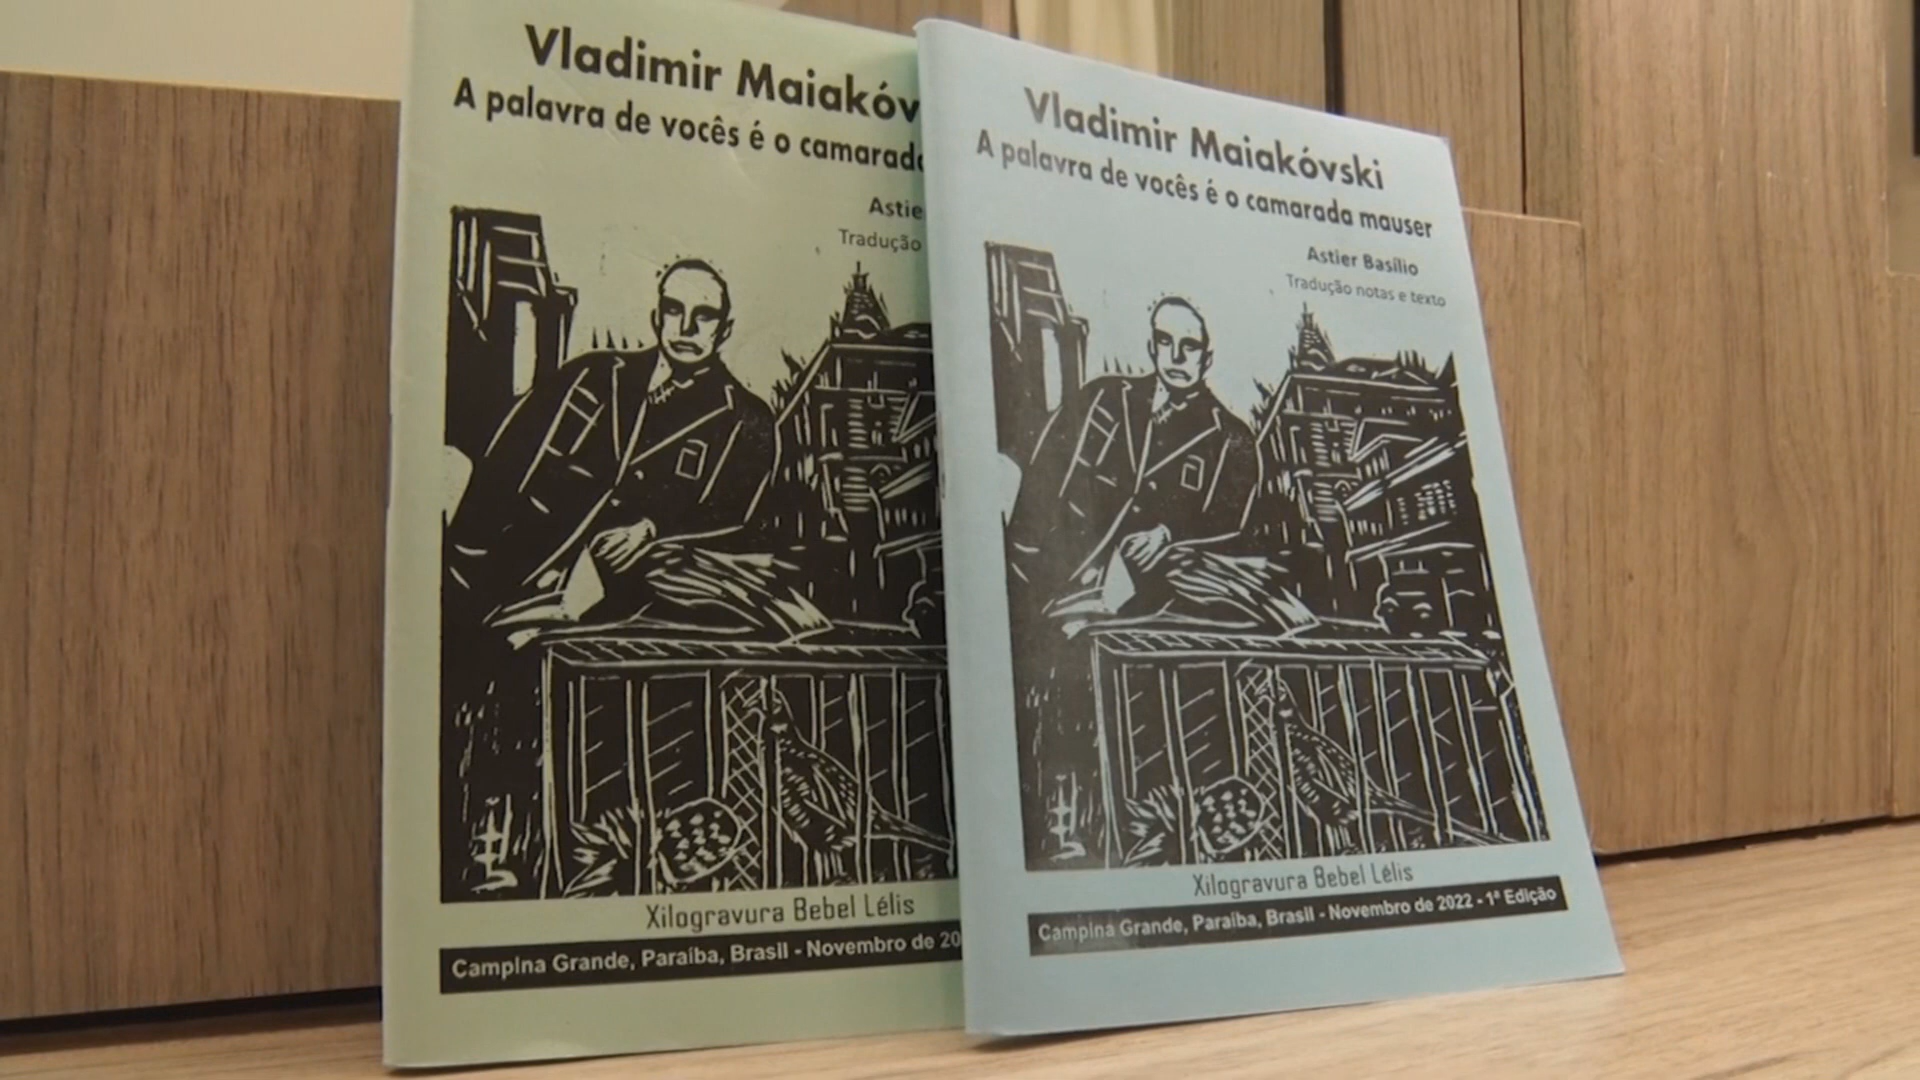 Vladimir Maiakóv
A palavra de vocês é o camarada
Astie
Tradução
Xilogravura Bebel Lélis
Campina Grande, Paraíba, Brasil - Novembro de 20
Vladimir Maiakóvski
A palavra de vocês é o camarada mauser
Astier Basílio
Tradução notas e texto
Xilogravura Bebel Lélis
Campina Grande, Paraíba, Brasil - Novembro de 2022 - 1ª Edição